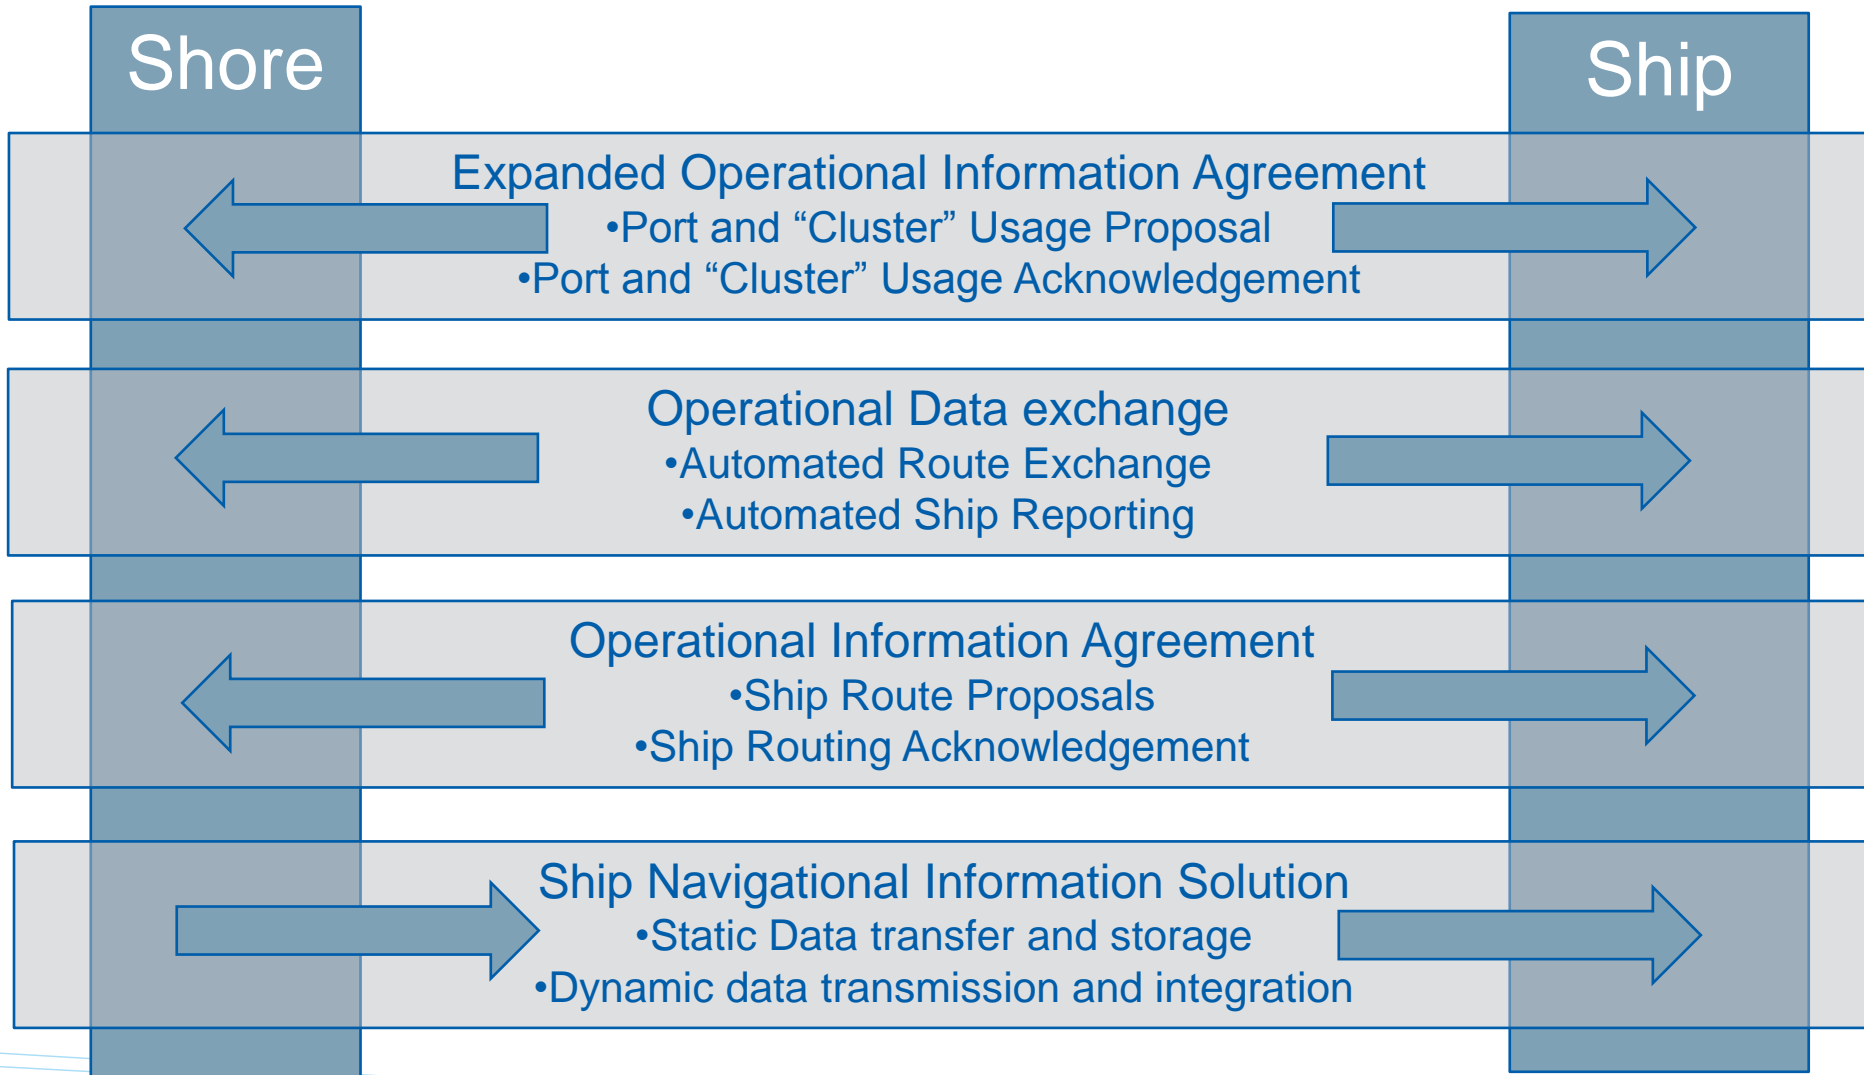 Shore
Ship
Expanded Operational Information Agreement
•Port and “Cluster” Usage Proposal
•Port and “Cluster” Usage Acknowledgement
Operational Data exchange
•Automated Route Exchange
•Automated Ship Reporting
Operational Information Agreement
•Ship Route Proposals
•Ship Routing Acknowledgement
Ship Navigational Information Solution
•Static Data transfer and storage
•Dynamic data transmission and integration